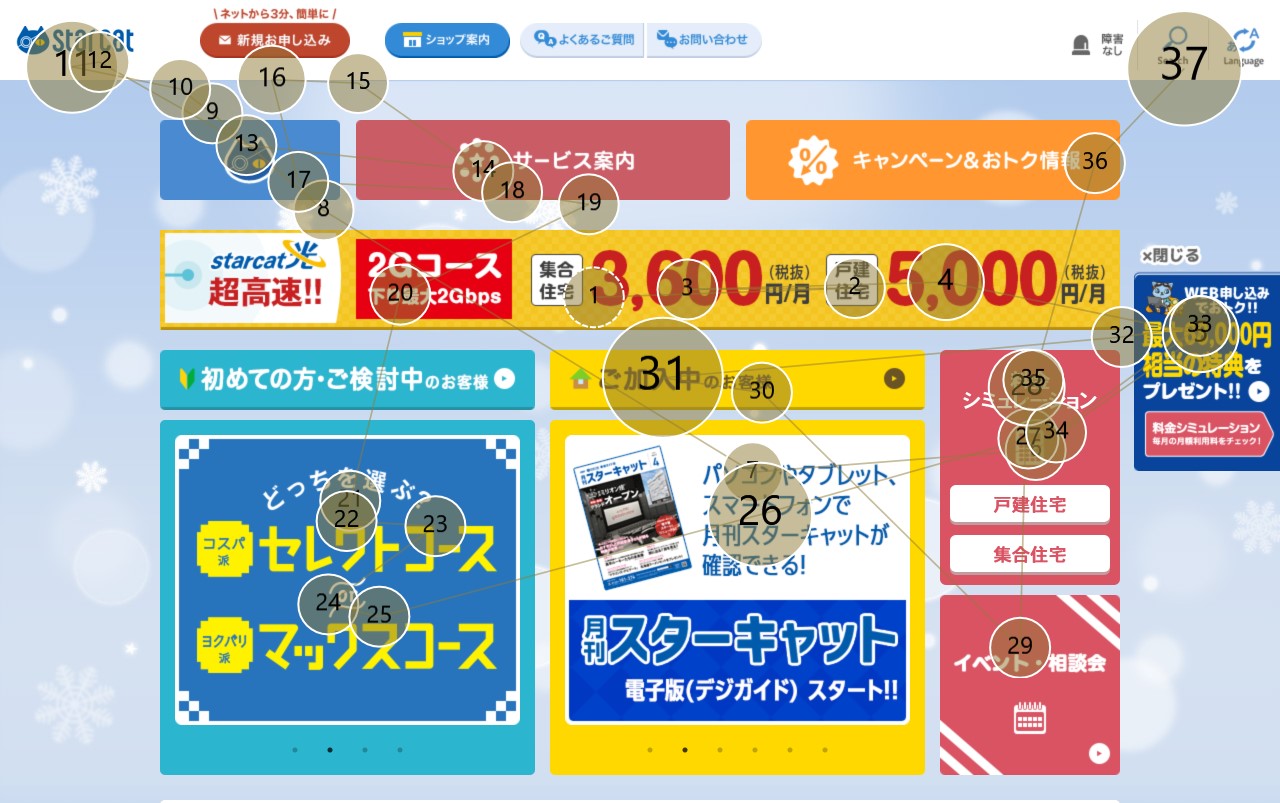 \ ネットから3分、簡単に /
starcat
新規お申し込み
ショップ案内
よくあるご質問
お問い合わせ
障害
なし
Search
Language
サービス案内
キャンペーン&おトク情報
starcat光
超高速!!
2Gコース
下り最大2Gbps
集合
住宅
3,600
(税抜)
円/月
戸建
住宅
5,000
(税抜)
円/月
×閉じる
WEB申し込み
でおトク!!
相当の特典を
プレゼント!!
料金シミュレーション
毎月の月額利用料をチェック!
初めての方・ご検討中のお客様
ご加入中のお客様
シミュレーション
戸建住宅
集合住宅
どっちを選ぶ?
コスパ
派
セレクトコース
or
ヨクバリ
派
マックスコース
月刊スターキャット
4
オープン
パソコンやタブレット、
スマートフォンで
月刊スターキャットが
確認できる!
月刊
スターキャット
電子版(デジガイド) スタート!!
イベント・相談会
1
2
3
4
7
8
9
10
11
12
13
14
15
16
17
18
19
20
21
22
23
24
25
26
27
28
29
30
31
32
33
34
35
36
37